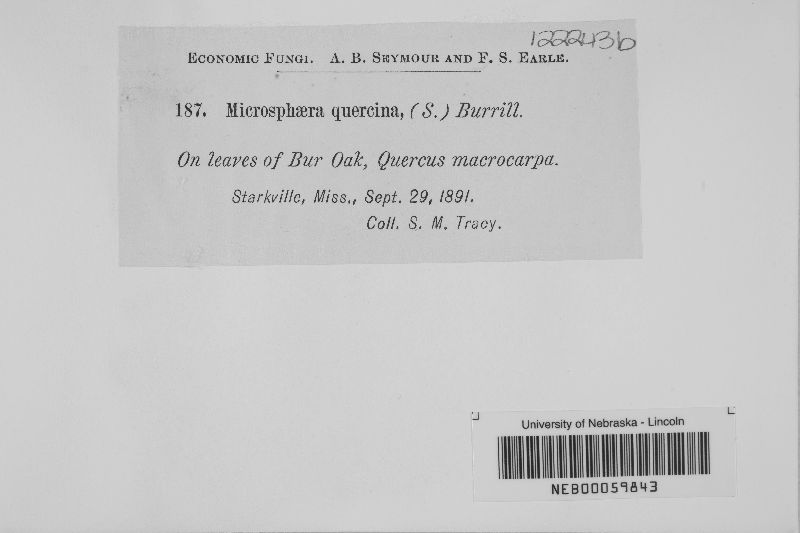 122243b
Economic Fungi. A. B. Seymour and F. S. Earle.
187. Microsphæra quercina, (S.) Burrill.
On leaves of Bur Oak, Quercus macrocarpa.
Starkville, Miss., Sept. 29, 1891.
Coll. S. M. Tracy.
University of Nebraska - Lincoln
NEB00059843